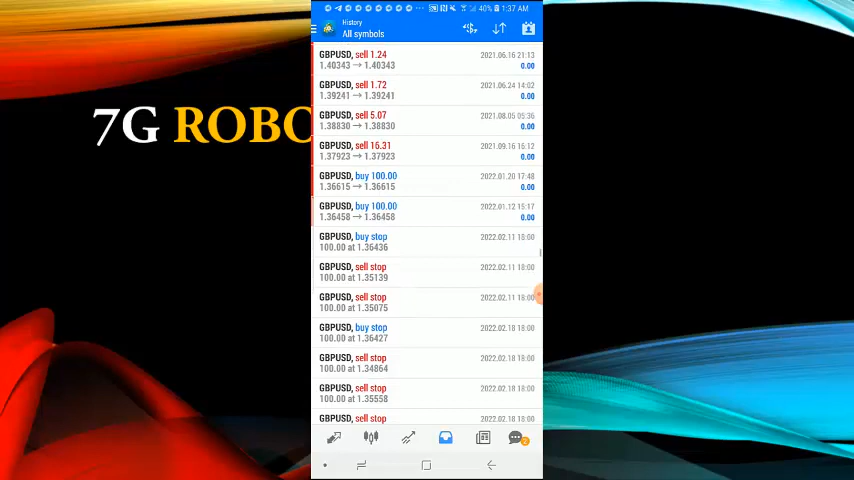 40% 1:37 AM
History
All symbols
7G ROBO
GBPUSD, sell 1.24 2021.06.16 21:13
1.40343 → 1.40343 0.00
GBPUSD, sell 1.72 2021.06.24 14:02
1.39241 → 1.39241 0.00
GBPUSD, sell 5.07 2021.08.05 05:36
1.38830 → 1.38830 0.00
GBPUSD, sell 16.31 2021.09.16 16:12
1.37923 → 1.37923 0.00
GBPUSD, buy 100.00 2022.01.20 17:48
1.36615 → 1.36615 0.00
GBPUSD, buy 100.00 2022.01.12 15:17
1.36458 → 1.36458 0.00
GBPUSD, buy stop 2022.02.11 18:00
100.00 at 1.36436
GBPUSD, sell stop 2022.02.11 18:00
100.00 at 1.35139
GBPUSD, sell stop 2022.02.11 18:00
100.00 at 1.35075
GBPUSD, buy stop 2022.02.18 18:00
100.00 at 1.36427
GBPUSD, sell stop 2022.02.18 18:00
100.00 at 1.34864
GBPUSD, sell stop 2022.02.18 18:00
100.00 at 1.35558
GBPUSD, sell stop 2022.02.18 18:00
2